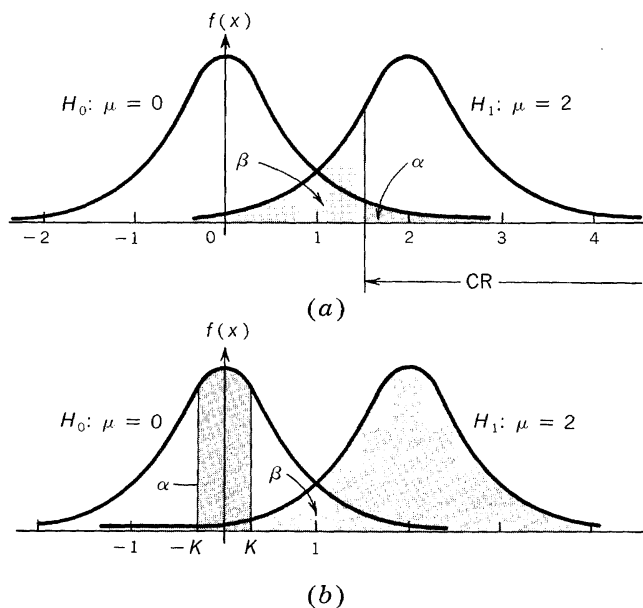 f(x)
H₀: μ = 0
H₁: μ = 2
β
α
−2 −1 0 1 2 3 4
CR
(a)
f(x)
H₀: μ = 0
H₁: μ = 2
α
β
−1 −K K 1
(b)